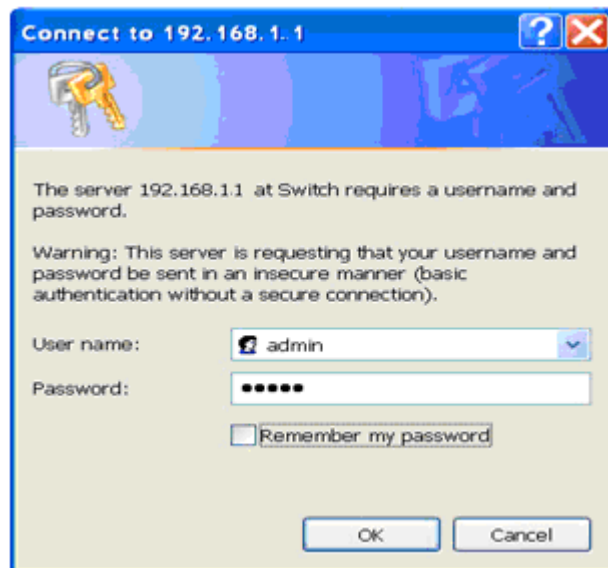 Connect to 192.168.1.1
The server 192.168.1.1 at Switch requires a username and
password.
Warning: This server is requesting that your username and
password be sent in an insecure manner (basic
authentication without a secure connection).
User name:
admin
Password:
•••••
Remember my password
OK
Cancel